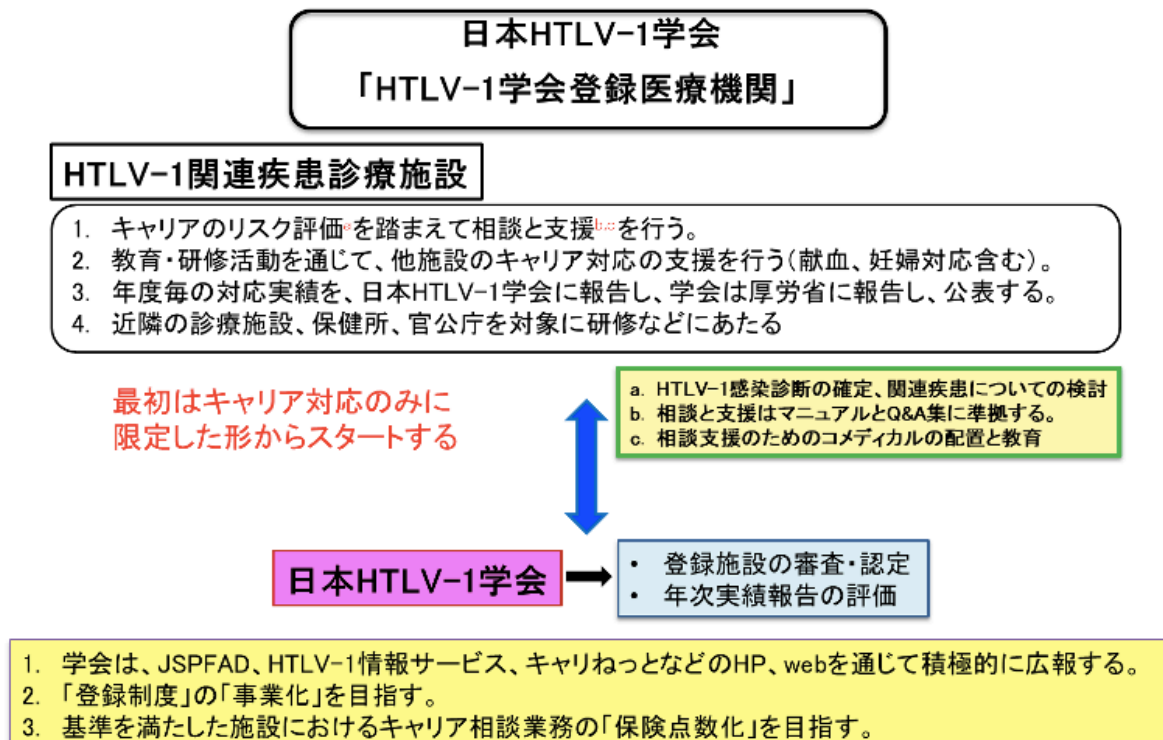 日本HTLV-1学会
「HTLV-1学会登録医療機関」
HTLV-1関連疾患診療施設
1. キャリアのリスク評価aを踏まえて相談と支援b,cを行う。
2. 教育・研修活動を通じて、他施設のキャリア対応の支援を行う(献血、妊婦対応含む)。
3. 年度毎の対応実績を、日本HTLV-1学会に報告し、学会は厚労省に報告し、公表する。
4. 近隣の診療施設、保健所、官公庁を対象に研修などにあたる
最初はキャリア対応のみに
限定した形からスタートする
a. HTLV-1感染診断の確定、関連疾患についての検討
b. 相談と支援はマニュアルとQ&A集に準拠する。
c. 相談支援のためのコメディカルの配置と教育
日本HTLV-1学会
• 登録施設の審査・認定
• 年次実績報告の評価
1. 学会は、JSPFAD、HTLV-1情報サービス、キャリねっとなどのHP、webを通じて積極的に広報する。
2. 「登録制度」の「事業化」を目指す。
3. 基準を満たした施設におけるキャリア相談業務の「保険点数化」を目指す。